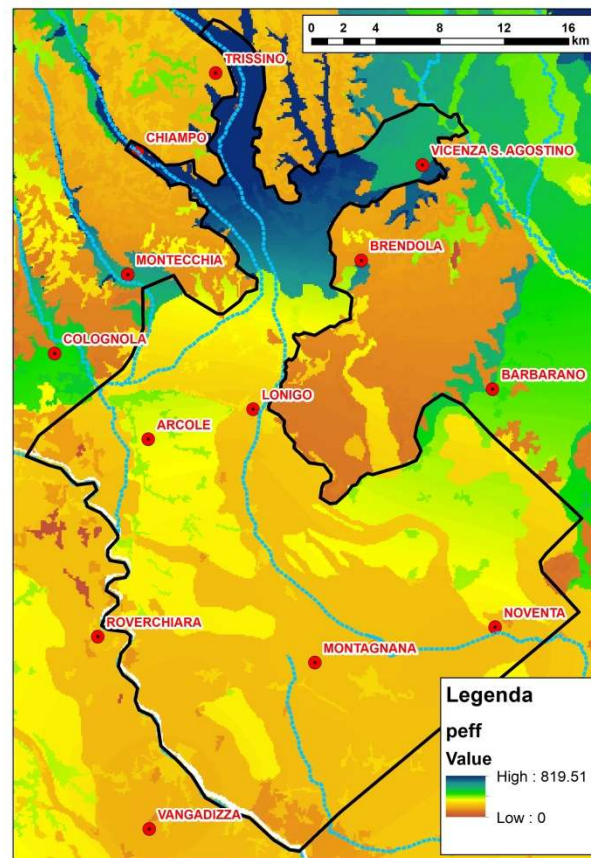 0 2 4 8 12 16
km
TRISSINO
CHIAMPO
VICENZA S. AGOSTINO
BRENDOLA
MONTECCHIA
COLOGNOLA
BARBARANO
LONIGO
ARCOLE
NOVENTA
ROVERCHIARA
MONTAGNANA
Legenda
peff
Value
High : 819.51
Low : 0
VANGADIZZA